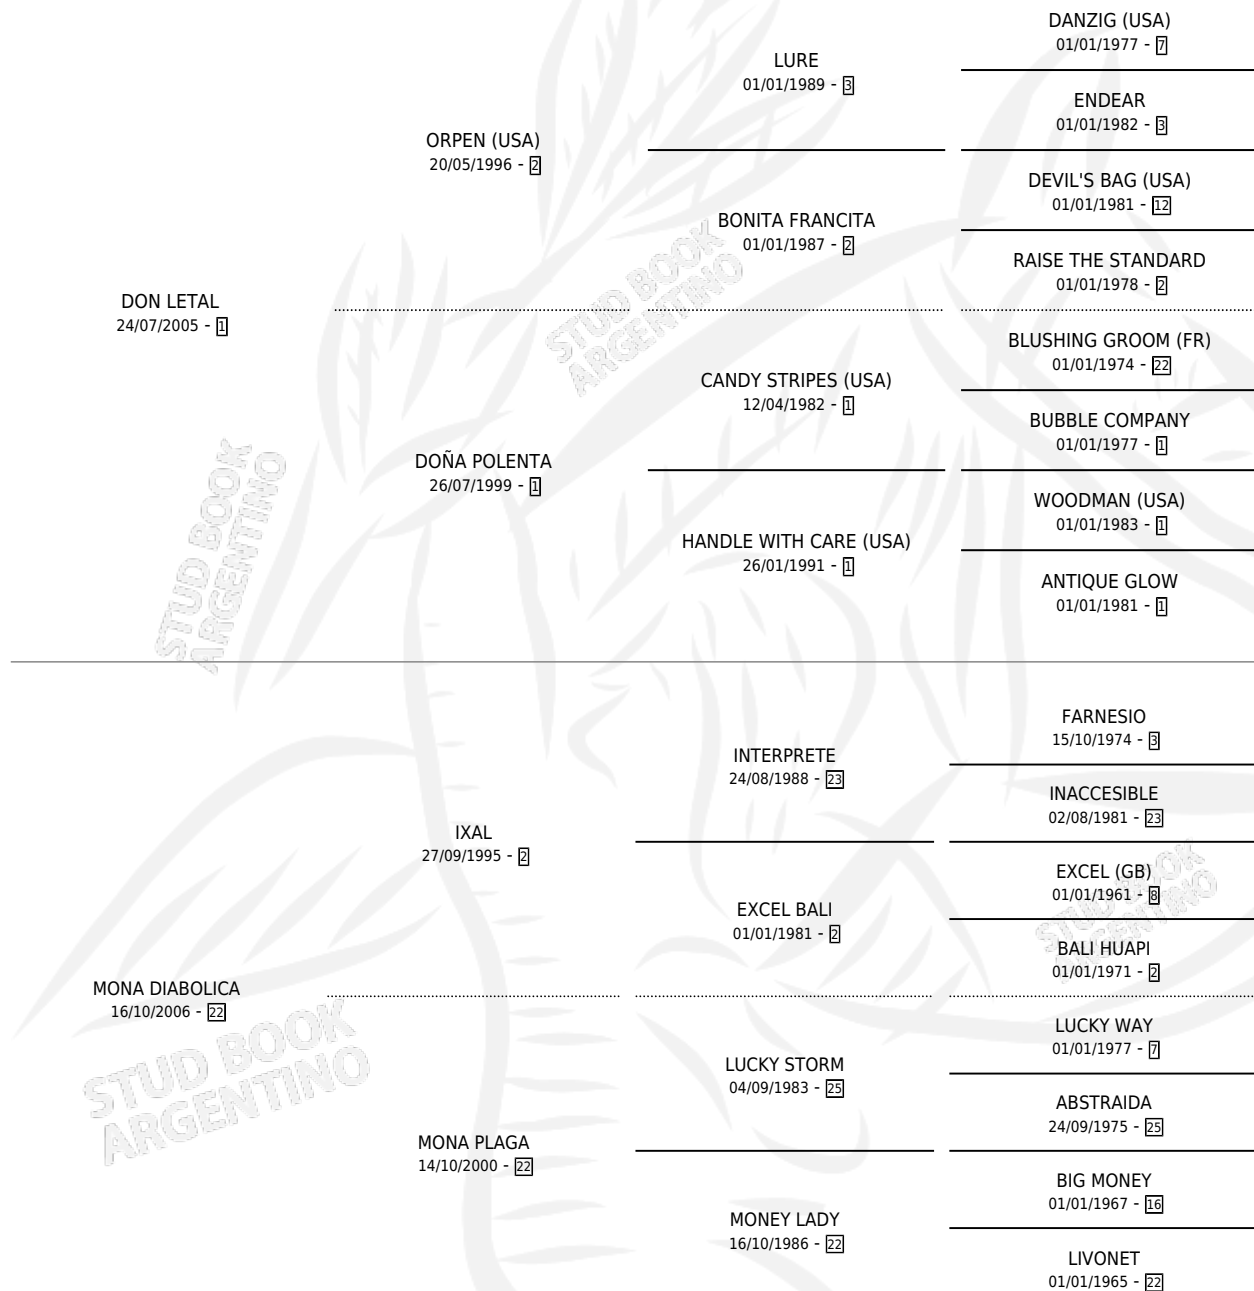 DANZIG (USA)
01/01/1977 - 7
LURE
01/01/1989 - 3
ENDEAR
01/01/1982 - 3
ORPEN (USA)
20/05/1996 - 2
DEVIL'S BAG (USA)
01/01/1981 - 12
BONITA FRANCITA
01/01/1987 - 2
RAISE THE STANDARD
01/01/1978 - 2
DON LETAL
24/07/2005 - 1
BLUSHING GROOM (FR)
01/01/1974 - 22
CANDY STRIPES (USA)
12/04/1982 - 1
BUBBLE COMPANY
01/01/1977 - 1
DOÑA POLENTA
26/07/1999 - 1
WOODMAN (USA)
01/01/1983 - 1
HANDLE WITH CARE (USA)
26/01/1991 - 1
ANTIQUE GLOW
01/01/1981 - 1
STUD BOOK
ARGENTINO
STUD BOOK
ARGENTINO
FARNESIO
15/10/1974 - 3
INTERPRETE
24/08/1988 - 23
INACCESIBLE
02/08/1981 - 23
IXAL
27/09/1995 - 2
EXCEL (GB)
01/01/1961 - 8
EXCEL BALI
01/01/1981 - 2
BALI HUAPI
01/01/1971 - 2
MONA DIABOLICA
16/10/2006 - 22
LUCKY WAY
01/01/1977 - 7
LUCKY STORM
04/09/1983 - 25
ABSTRAIDA
24/09/1975 - 25
MONA PLAGA
14/10/2000 - 22
BIG MONEY
01/01/1967 - 16
MONEY LADY
16/10/1986 - 22
LIVONET
01/01/1965 - 22
STUD BOOK
ARGENTINO
STUD BOOK
ARGENTINO